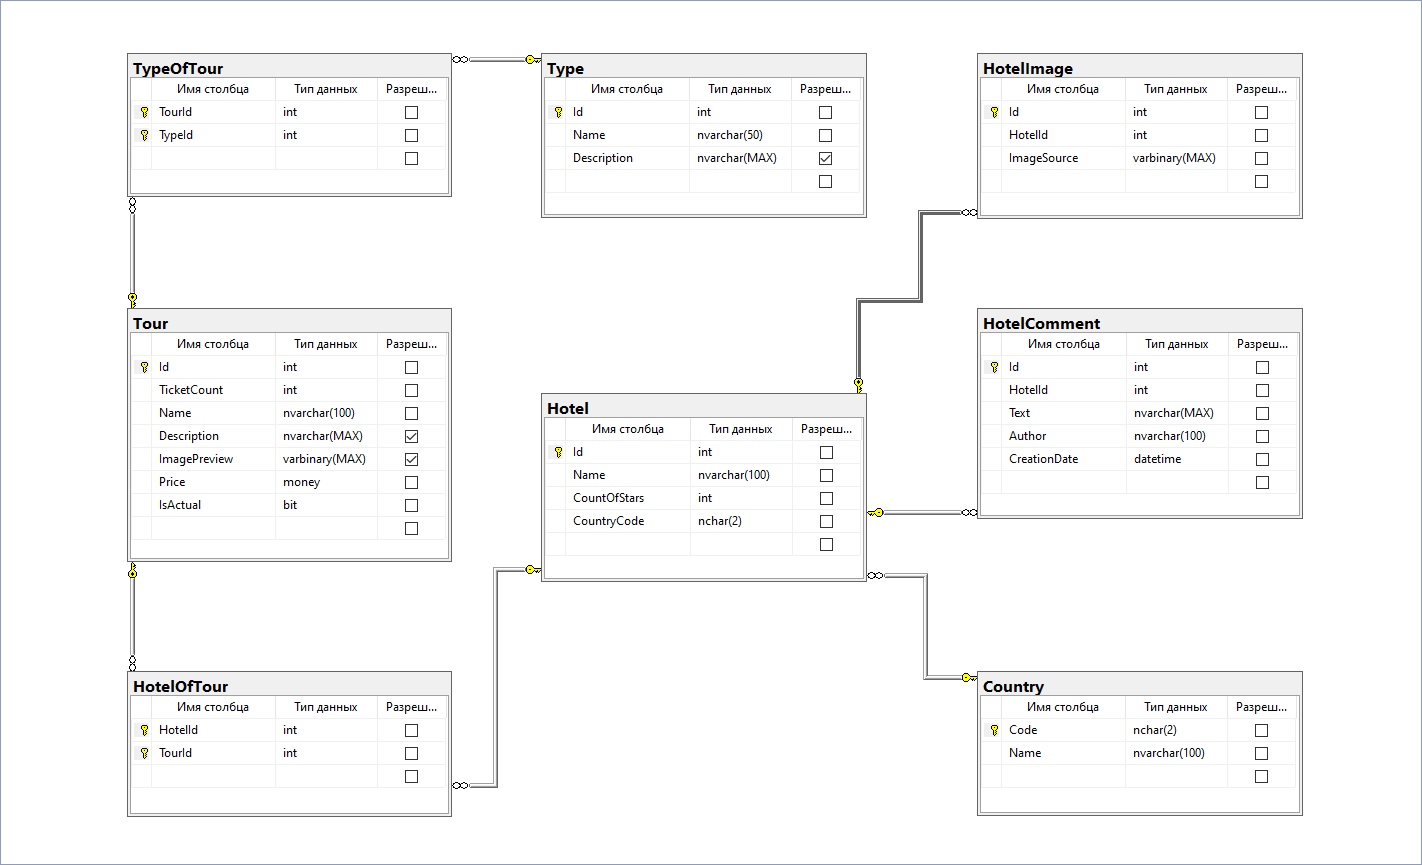 TypeOfTour
Имя столбца Тип данных Разреш...
TourId int
TypeId int
Type
Имя столбца Тип данных Разреш...
Id int
Name nvarchar(50)
Description nvarchar(MAX)
HotelImage
Имя столбца Тип данных Разреш...
Id int
HotelId int
ImageSource varbinary(MAX)
Tour
Имя столбца Тип данных Разреш...
Id int
TicketCount int
Name nvarchar(100)
Description nvarchar(MAX)
ImagePreview varbinary(MAX)
Price money
IsActual bit
Hotel
Имя столбца Тип данных Разреш...
Id int
Name nvarchar(100)
CountOfStars int
CountryCode nchar(2)
HotelComment
Имя столбца Тип данных Разреш...
Id int
HotelId int
Text nvarchar(MAX)
Author nvarchar(100)
CreationDate datetime
HotelOfTour
Имя столбца Тип данных Разреш...
HotelId int
TourId int
Country
Имя столбца Тип данных Разреш...
Code nchar(2)
Name nvarchar(100)